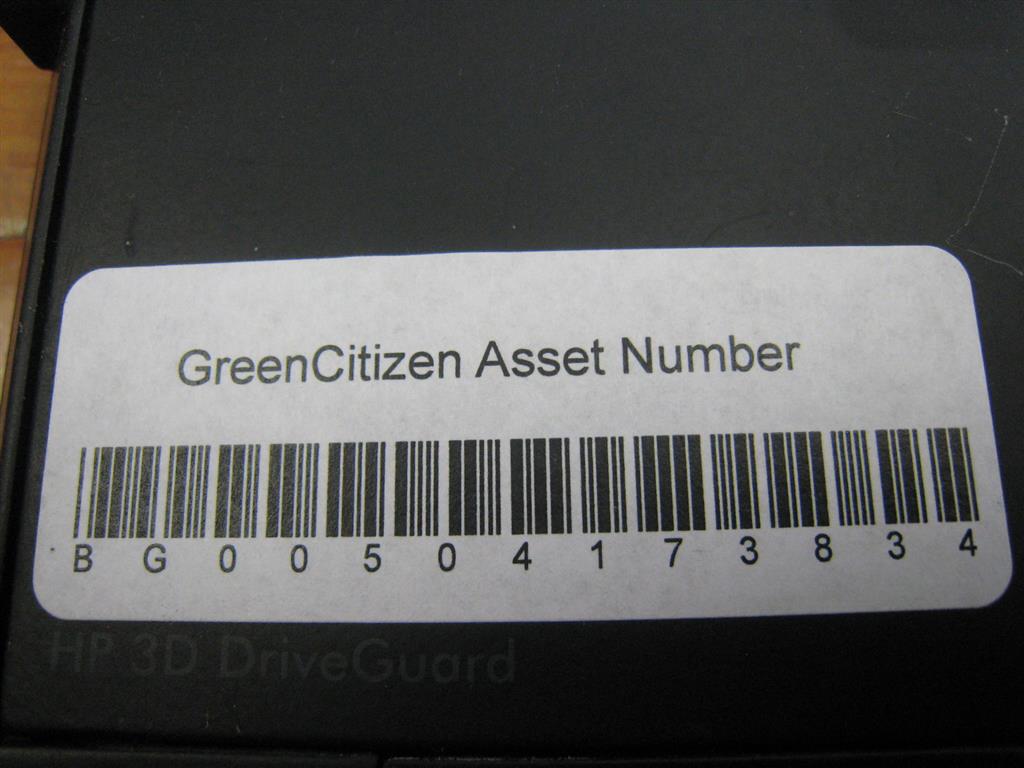 GreenCitizen Asset Number
B G 0 0 5 0 4 1 7 3 8 3 4
HP 3D DriveGuard